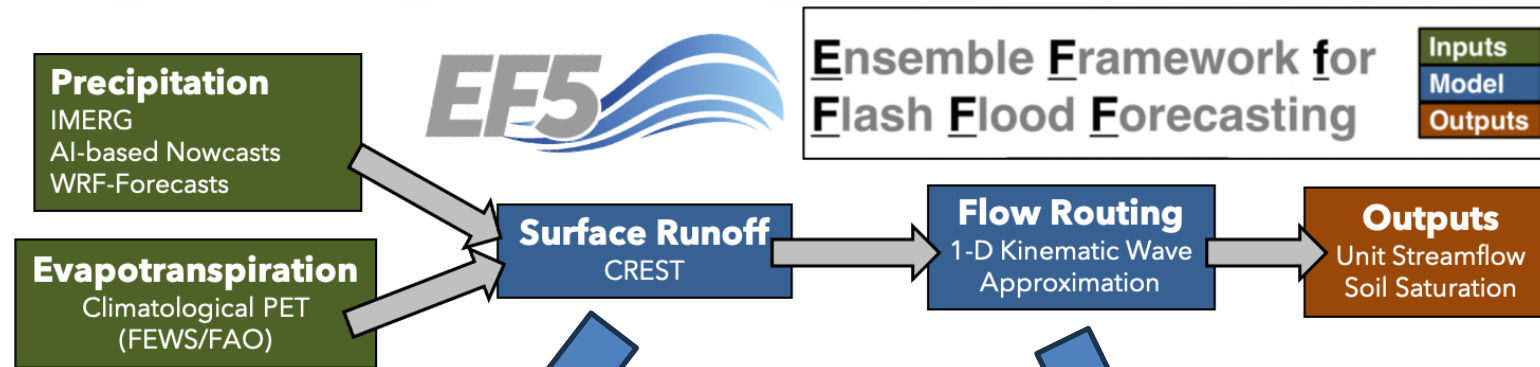 EF5
Ensemble Framework for
Flash Flood Forecasting
Inputs
Model
Outputs
Precipitation
IMERG
AI-based Nowcasts
WRF-Forecasts
Evapotranspiration
Climatological PET
(FEWS/FAO)
Surface Runoff
CREST
Flow Routing
1-D Kinematic Wave
Approximation
Outputs
Unit Streamflow
Soil Saturation